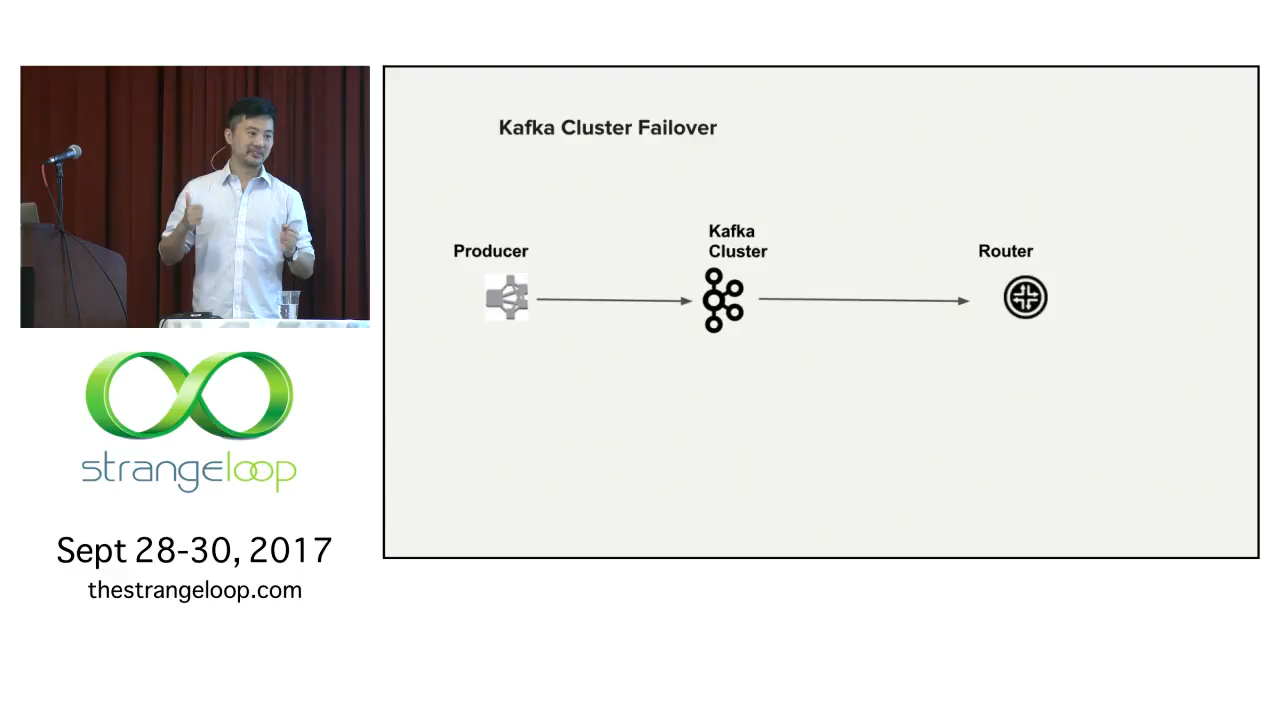 Kafka Cluster Failover
Kafka
Cluster
Producer
Router
strangeloop
Sept 28-30, 2017
thestrangeloop.com